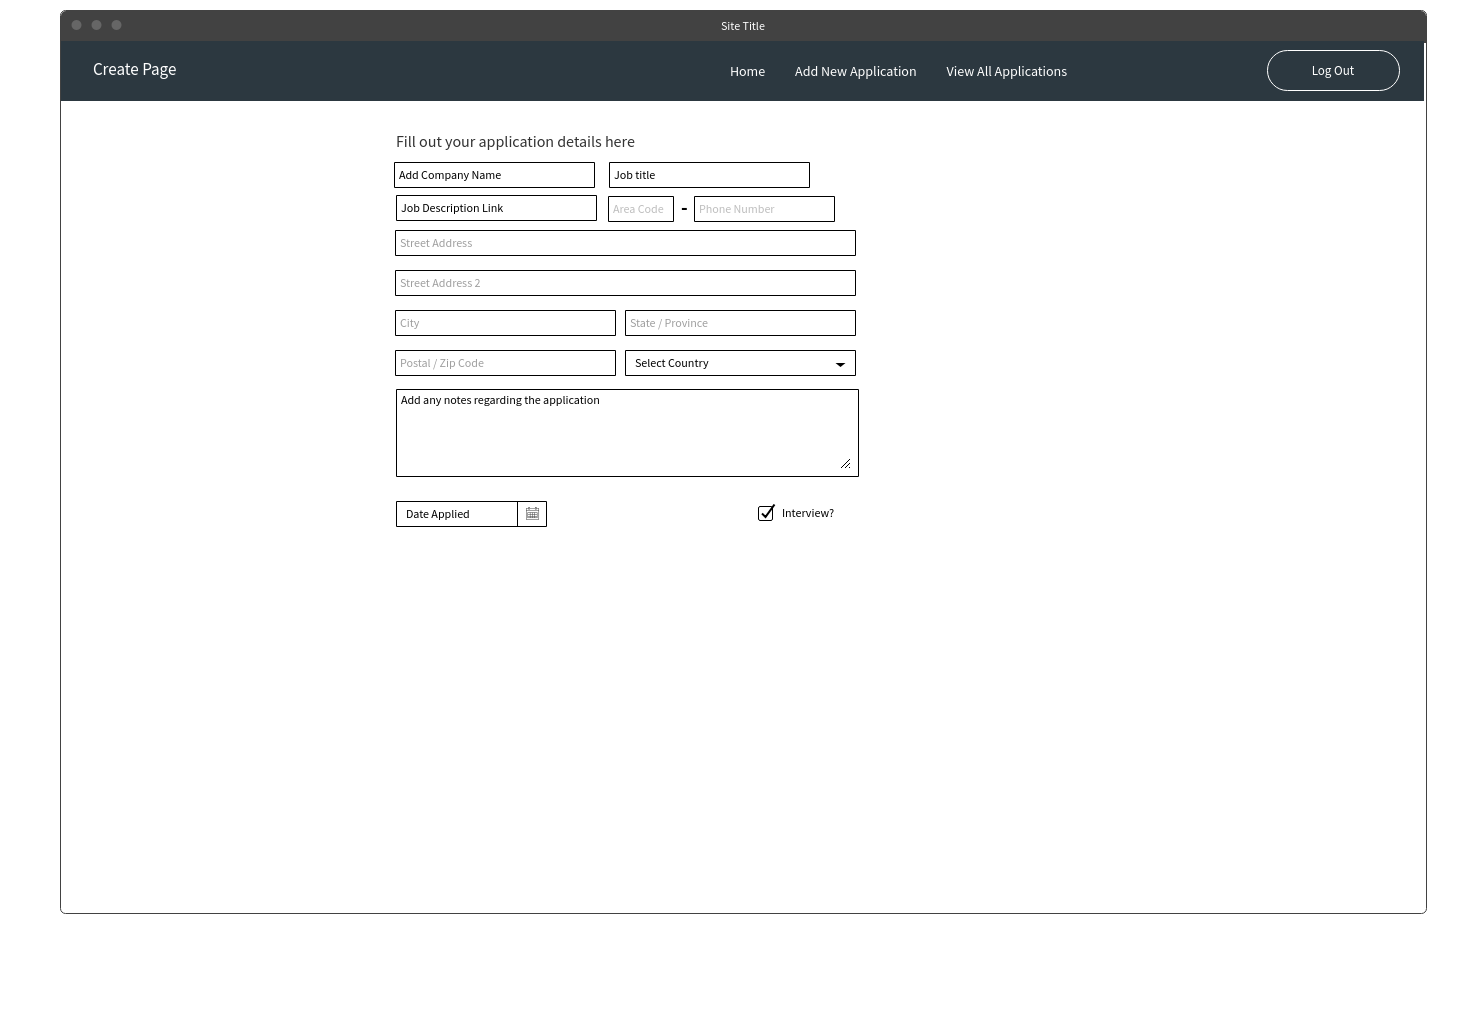 Site Title
Create Page
Home Add New Application View All Applications
Log Out
Fill out your application details here
Add Company Name Job title
Job Description Link Area Code - Phone Number
Street Address
Street Address 2
City State / Province
Postal / Zip Code Select Country
Add any notes regarding the application
Date Applied Interview?